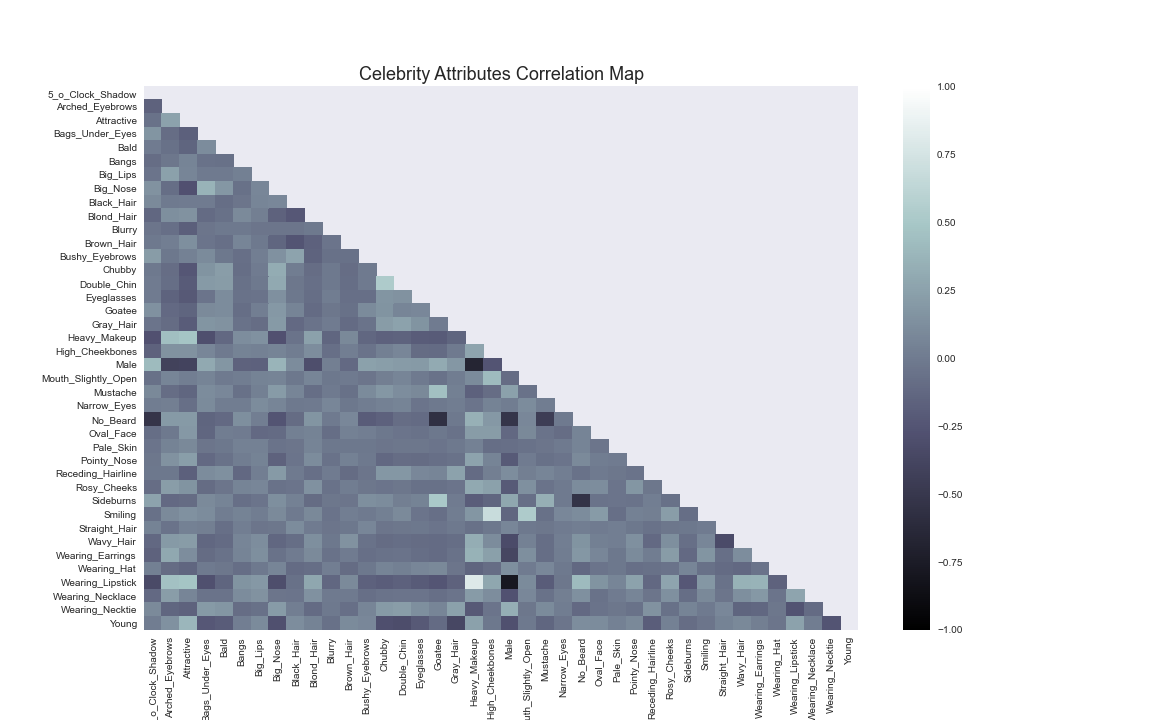 Celebrity Attributes Correlation Map
5_o_Clock_Shadow
Arched_Eyebrows
Attractive
Bags_Under_Eyes
Bald
Bangs
Big_Lips
Big_Nose
Black_Hair
Blond_Hair
Blurry
Brown_Hair
Bushy_Eyebrows
Chubby
Double_Chin
Eyeglasses
Goatee
Gray_Hair
Heavy_Makeup
High_Cheekbones
Male
Mouth_Slightly_Open
Mustache
Narrow_Eyes
No_Beard
Oval_Face
Pale_Skin
Pointy_Nose
Receding_Hairline
Rosy_Cheeks
Sideburns
Smiling
Straight_Hair
Wavy_Hair
Wearing_Earrings
Wearing_Hat
Wearing_Lipstick
Wearing_Necklace
Wearing_Necktie
Young
_o_Clock_Shadow
Arched_Eyebrows
Attractive
Bags_Under_Eyes
Bald
Bangs
Big_Lips
Big_Nose
Black_Hair
Blond_Hair
Blurry
Brown_Hair
Bushy_Eyebrows
Chubby
Double_Chin
Eyeglasses
Goatee
Gray_Hair
Heavy_Makeup
High_Cheekbones
Male
uth_Slightly_Open
Mustache
Narrow_Eyes
No_Beard
Oval_Face
Pale_Skin
Pointy_Nose
Receding_Hairline
Rosy_Cheeks
Sideburns
Smiling
Straight_Hair
Wavy_Hair
Wearing_Earrings
Wearing_Hat
Wearing_Lipstick
Wearing_Necklace
Wearing_Necktie
Young
1.00
0.75
0.50
0.25
0.00
−0.25
−0.50
−0.75
−1.00